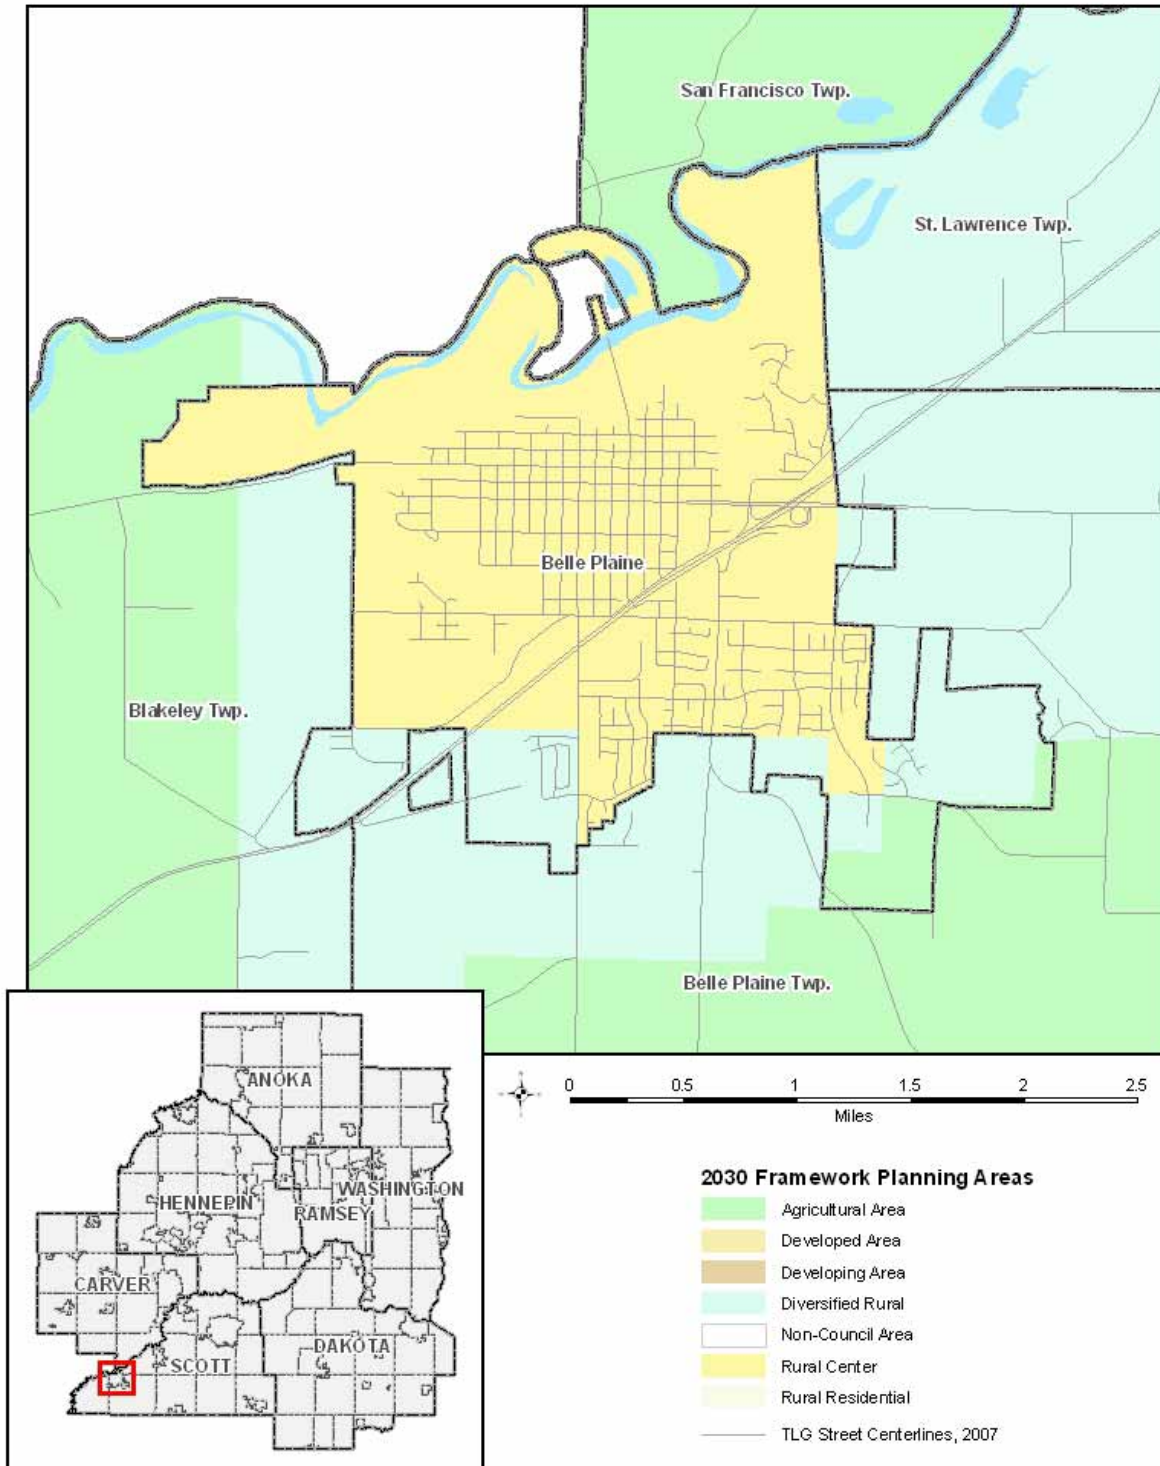 San Francisco Twp.
St. Lawrence Twp.
Belle Plaine
Blakeley Twp.
Belle Plaine Twp.
ANOKA
HENNEPIN
WASHINGTON
RAMSEY
CARVER
SCOTT
DAKOTA
0 0.5 1 1.5 2 2.5
Miles
2030 Framework Planning Areas
Agricultural Area
Developed Area
Developing Area
Diversified Rural
Non-Council Area
Rural Center
Rural Residential
TLG Street Centerlines, 2007